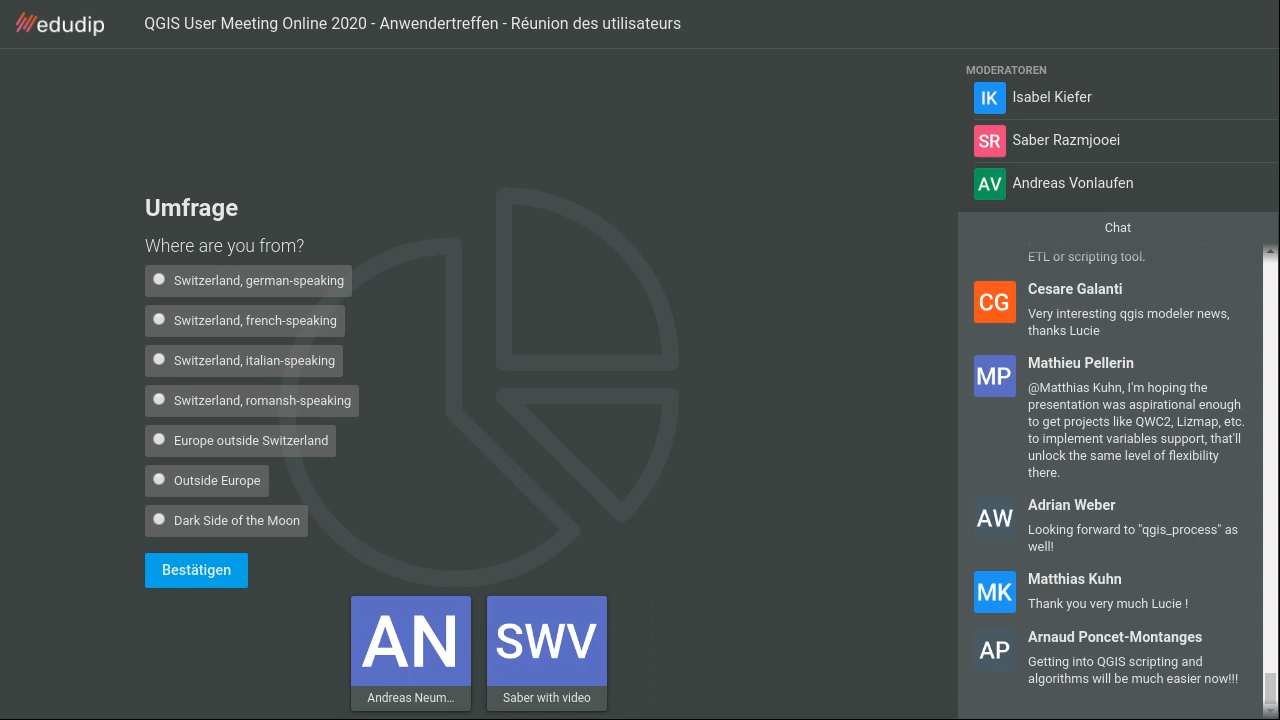 edudip
QGIS User Meeting Online 2020 - Anwendertreffen - Réunion des utilisateurs
Umfrage
Where are you from?
Switzerland, german-speaking
Switzerland, french-speaking
Switzerland, italian-speaking
Switzerland, romansh-speaking
Europe outside Switzerland
Outside Europe
Dark Side of the Moon
Bestätigen
AN
Andreas Neum...
SWV
Saber with video
MODERATOREN
IK
Isabel Kiefer
SR
Saber Razmjooei
AV
Andreas Vonlaufen
Chat
ETL or scripting tool.
CG
Cesare Galanti
Very interesting qgis modeler news,
thanks Lucie
MP
Mathieu Pellerin
@Matthias Kuhn, I'm hoping the
presentation was aspirational enough
to get projects like QWC2, Lizmap, etc.
to implement variables support, that'll
unlock the same level of flexibility
there.
AW
Adrian Weber
Looking forward to "qgis_process" as
well!
MK
Matthias Kuhn
Thank you very much Lucie !
AP
Arnaud Poncet-Montanges
Getting into QGIS scripting and
algorithms will be much easier now!!!